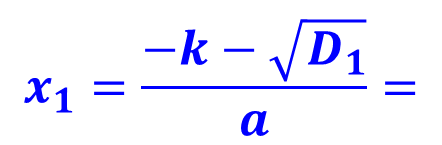 x₁ = (−k − √D₁) / a =